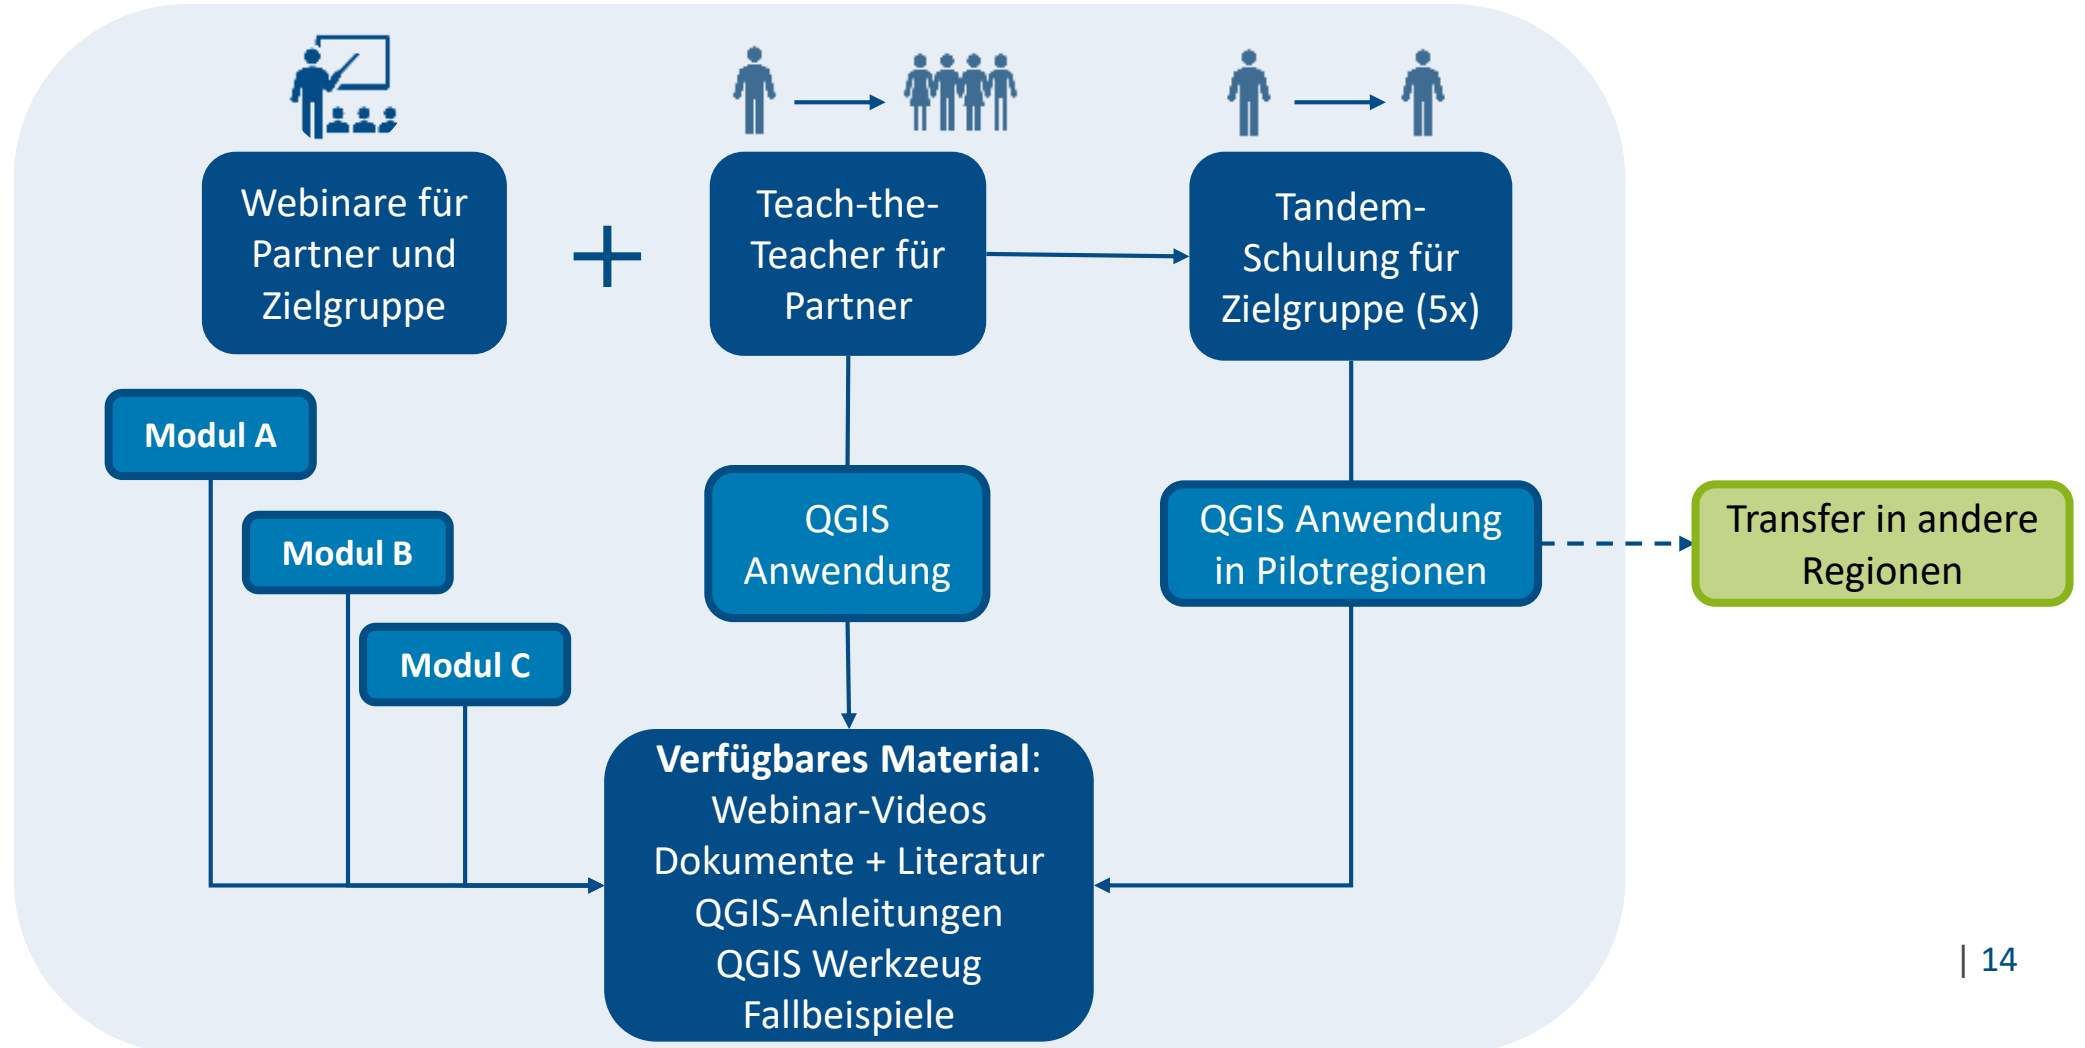 Webinare für
Partner und
Zielgruppe
Teach-the-
Teacher für
Partner
Tandem-
Schulung für
Zielgruppe (5x)
Modul A
Modul B
Modul C
QGIS
Anwendung
QGIS Anwendung
in Pilotregionen
Transfer in andere
Regionen
Verfügbares Material:
Webinar-Videos
Dokumente + Literatur
QGIS-Anleitungen
QGIS Werkzeug
Fallbeispiele
| 14